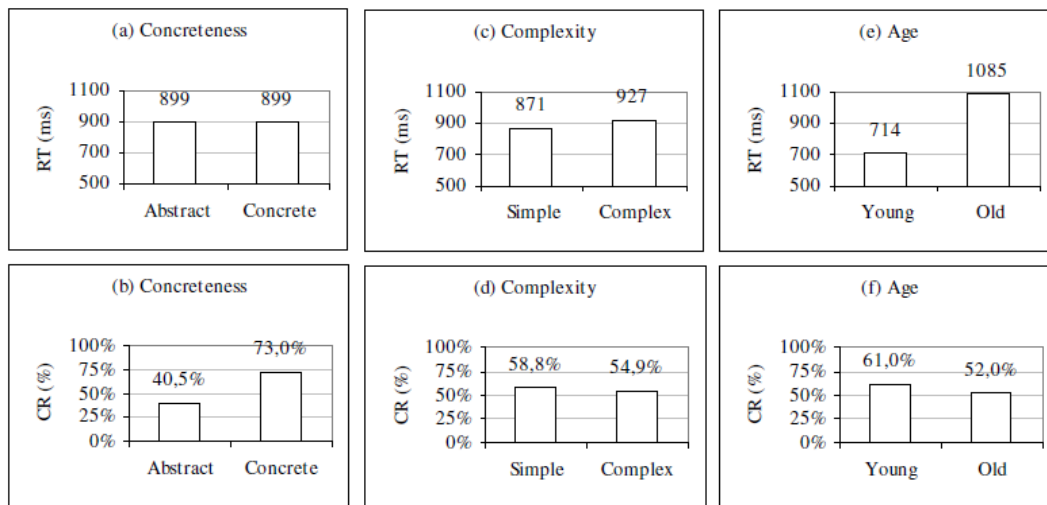 (a) Concreteness
RT (ms)
1100
900
700
500
899
899
Abstract
Concrete
(c) Complexity
RT (ms)
1100
900
700
500
871
927
Simple
Complex
(e) Age
RT (ms)
1100
900
700
500
714
1085
Young
Old
(b) Concreteness
CR (%)
100%
75%
50%
25%
0%
40,5%
73,0%
Abstract
Concrete
(d) Complexity
CR (%)
100%
75%
50%
25%
0%
58,8%
54,9%
Simple
Complex
(f) Age
CR (%)
100%
75%
50%
25%
0%
61,0%
52,0%
Young
Old